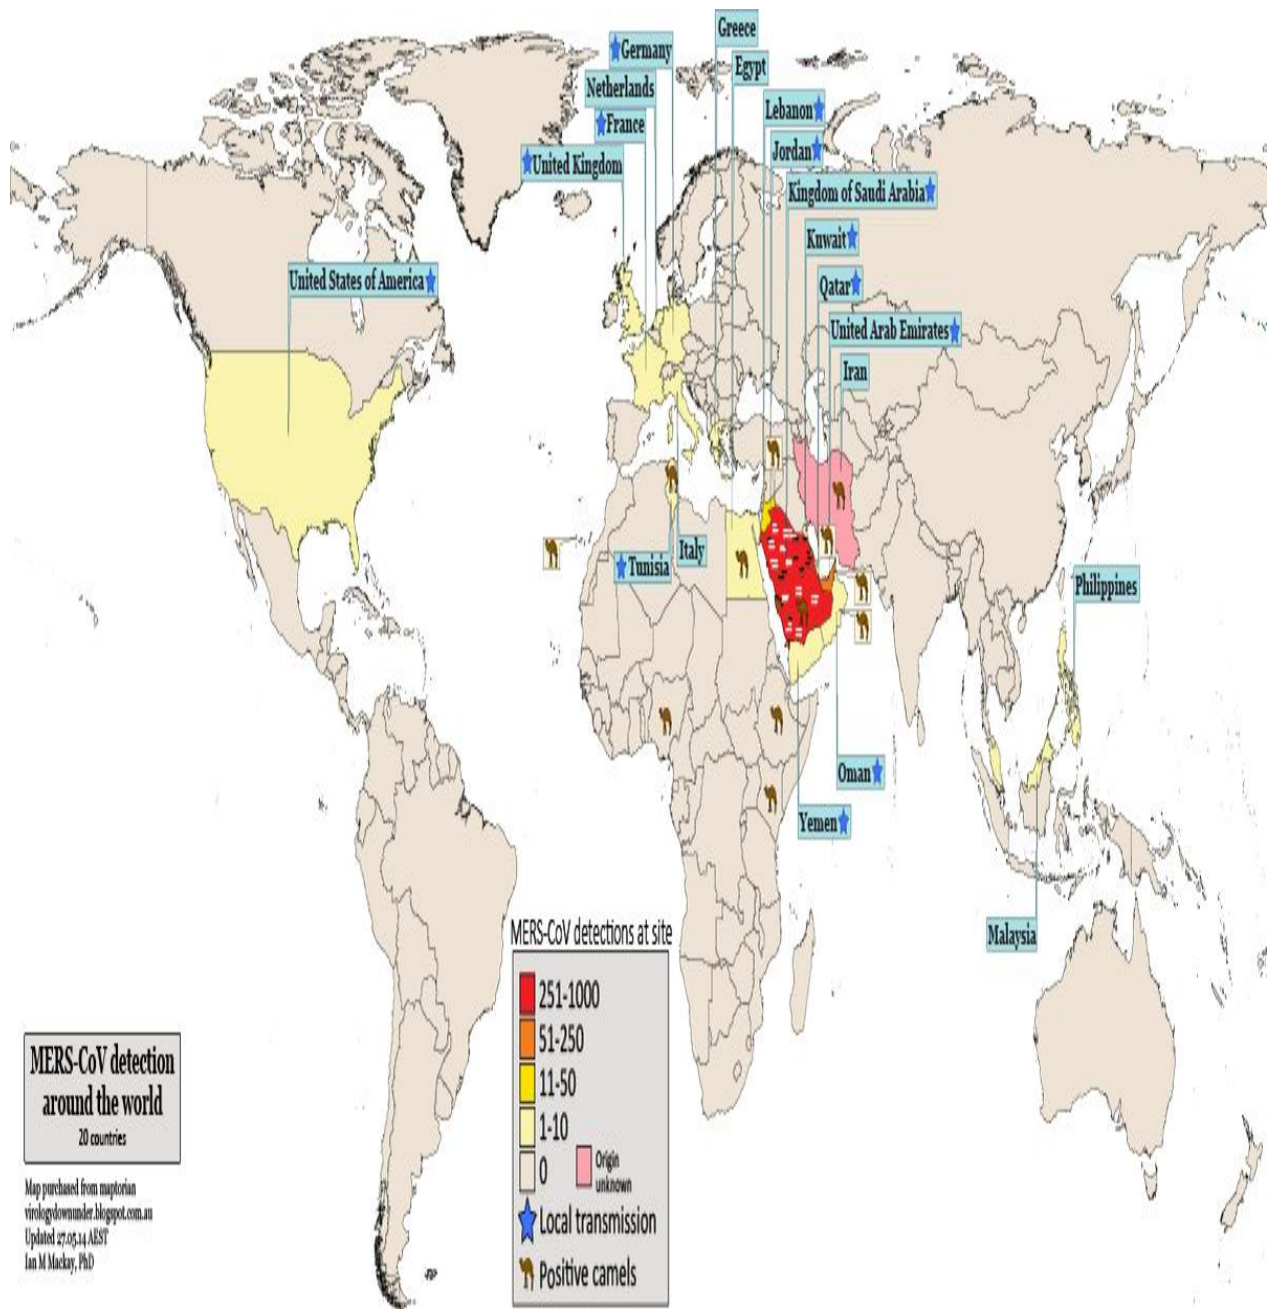 Greece
Germany
Egypt
Netherlands
Lebanon
France
Jordan
United Kingdom
Kingdom of Saudi Arabia
Kuwait
United States of America
Qatar
United Arab Emirates
Iran
Italy
Tunisia
Philippines
Oman
Yemen
Malaysia
MERS-CoV detections at site
251-1000
51-250
11-50
1-10
0
Origin
unknown
Local transmission
Positive camels
MERS-CoV detection
around the world
20 countries
Map purchased from maptorian
virologydownunder.blogspot.com.au
Updated 27.05.14 AEST
Ian M Mackay, PhD